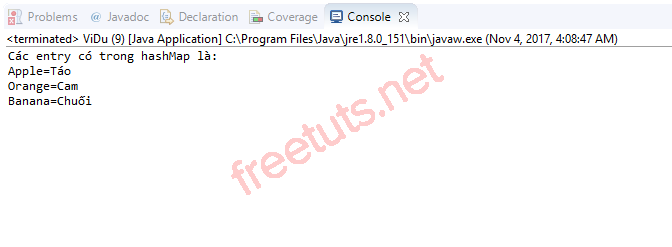 Problems @ Javadoc Declaration Coverage Console
<terminated> ViDu (9) [Java Application] C:\Program Files\Java\jre1.8.0_151\bin\javaw.exe (Nov 4, 2017, 4:08:47 AM)
Các entry có trong hashMap là:
Apple=Táo
Orange=Cam
Banana=Chuối
freetuts.net